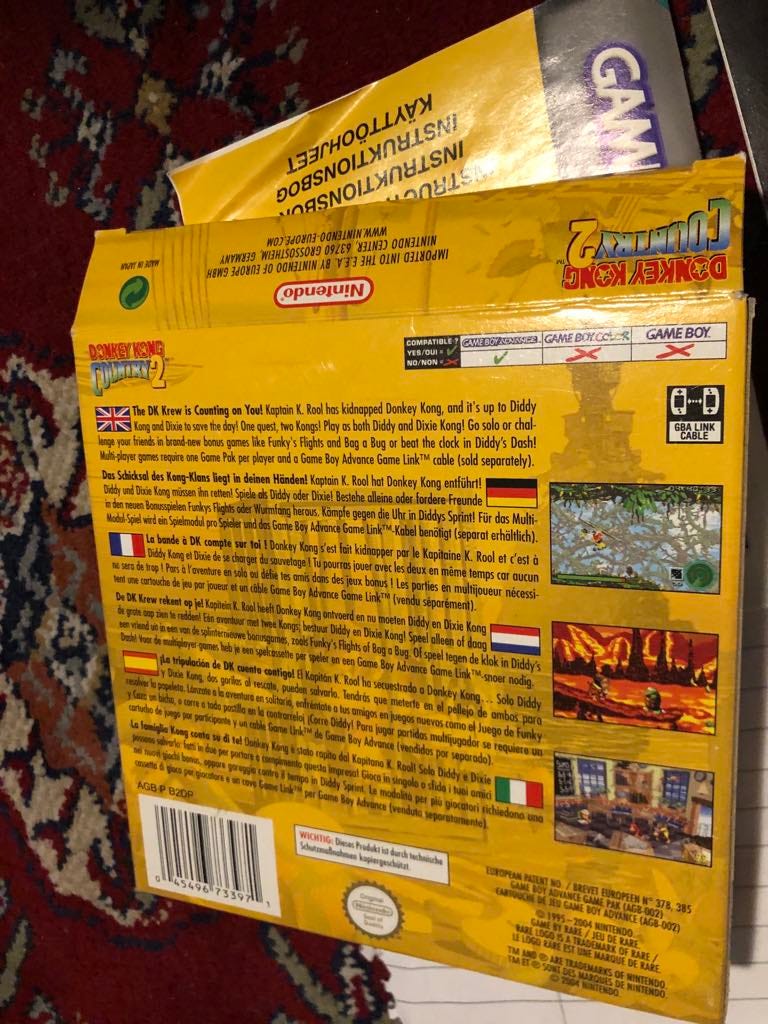 GAM
INSTRUKTIONSBOK
INSTRUKTIONSBOG
KÄYTTÖOHJEET
DONKEY KONG
COUNTRY 2™
Nintendo
IMPORTED INTO THE E.E.A. BY NINTENDO OF EUROPE GMBH
NINTENDO CENTER, 63760 GROSSOSTHEIM, GERMANY
WWW.NINTENDO-EUROPE.COM
MADE IN JAPAN
DONKEY KONG
COUNTRY 2™
COMPATIBLE ? GAME BOY ADVANCE GAME BOY COLOR GAME BOY
YES/OUI = ✓
NO/NON = ✗
GBA LINK
CABLE
The DK Krew is Counting on You! Kaptain K. Rool has kidnapped Donkey Kong, and it's up to Diddy
Kong and Dixie to save the day! One quest, two Kongs! Play as both Diddy and Dixie Kong! Go solo or chal-
lenge your friends in brand-new bonus games like Funky's Flights and Bag a Bug or beat the clock in Diddy's Dash!
Multi-player games require one Game Pak per player and a Game Boy Advance Game Link™ cable (sold separately).
Das Schicksal des Kong-Klans liegt in deinen Händen! Kaptain K. Rool hat Donkey Kong entführt!
Diddy und Dixie Kong müssen ihn retten! Spiele als Diddy oder Dixie! Bestehe alleine oder fordere Freunde
in den neuen Bonusspielen Funkys Flights oder Wurmfang heraus. Kämpfe gegen die Uhr in Diddys Sprint! Für das Multi-
Modul-Spiel wird ein Spielmodul pro Spieler und das Game Boy Advance Game Link™-Kabel benötigt (separat erhältlich).
La bande à DK compte sur toi ! Donkey Kong s'est fait kidnapper par le Kapitaine K. Rool et c'est à
Diddy Kong et Dixie de se charger du sauvetage ! Tu pourras jouer avec les deux en même temps car aucun
ne sera de trop ! Pars à l'aventure en solo ou défie tes amis dans des jeux bonus ! Les parties en multijoueur nécessi-
tent une cartouche de jeu par joueur et un câble Game Boy Advance Game Link™ (vendu séparément).
De DK Krew rekent op je! Kapitein K. Rool heeft Donkey Kong ontvoerd en nu moeten Diddy en Dixie Kong
de grote aap zien te redden! Eén avontuur met twee Kongs; bestuur Diddy en Dixie Kong! Speel alleen of daag
een vriend uit in een van de splinternieuwe bonusgames, zoals Funky's Flights of Bag a Bug. Of speel tegen de klok in Diddy's
Dash! Voor de multiplayer-games heb je een spelcassette per speler en een Game Boy Advance Game Link™-snoer nodig.
¡La tripulación de DK cuenta contigo! El Kapitán K. Rool ha secuestrado a Donkey Kong... Solo Diddy
y Dixie Kong, dos gorilas al rescate, pueden salvarlo. Tendrás que meterte en el pellejo de ambos para
resolver la papeleta. Lánzate a la aventura en solitario, enfréntate a tus amigos en juegos nuevos como el Juego de Funky
y Caza un bicho, o corre a toda pastilla en la contrarreloj ¡Corre Diddy! Para jugar partidas multijugador se requiere un
cartucho de juego por participante y un cable Game Link™ de Game Boy Advance (vendidos por separado).
La famiglia Kong conta su di te! Donkey Kong è stato rapito dal Kapitano K. Rool! Solo Diddy e Dixie
possono salvarlo: fatti in due per portare a compimento questa impresa! Gioca in singolo o sfida i tuoi amici
nei nuovi giochi bonus, oppure gareggia contro il tempo in Diddy Sprint. Le modalità per più giocatori richiedono una
cassetta di gioco per giocatore e un cavo Game Link™ per Game Boy Advance (venduta separatamente).
AGB P B2DP
0 45496 73397 1
WICHTIG: Dieses Produkt ist durch technische
Schutzmaßnahmen kopiergeschützt.
Original
Nintendo
Seal of
Quality
EUROPEAN PATENT NO. / BREVET EUROPEEN N° 378, 385
GAME BOY ADVANCE GAME PAK (AGB-002)
CARTOUCHE DE JEU GAME BOY ADVANCE (AGB-002)
© 1995–2004 NINTENDO.
GAME BY RARE / JEU DE RARE.
RARE LOGO IS A TRADEMARK OF RARE /
LE LOGO RARE EST UNE MARQUE DE RARE.
TM AND ® ARE TRADEMARKS OF NINTENDO.
TM ET ® SONT DES MARQUES DE NINTENDO.
© 2004 NINTENDO.